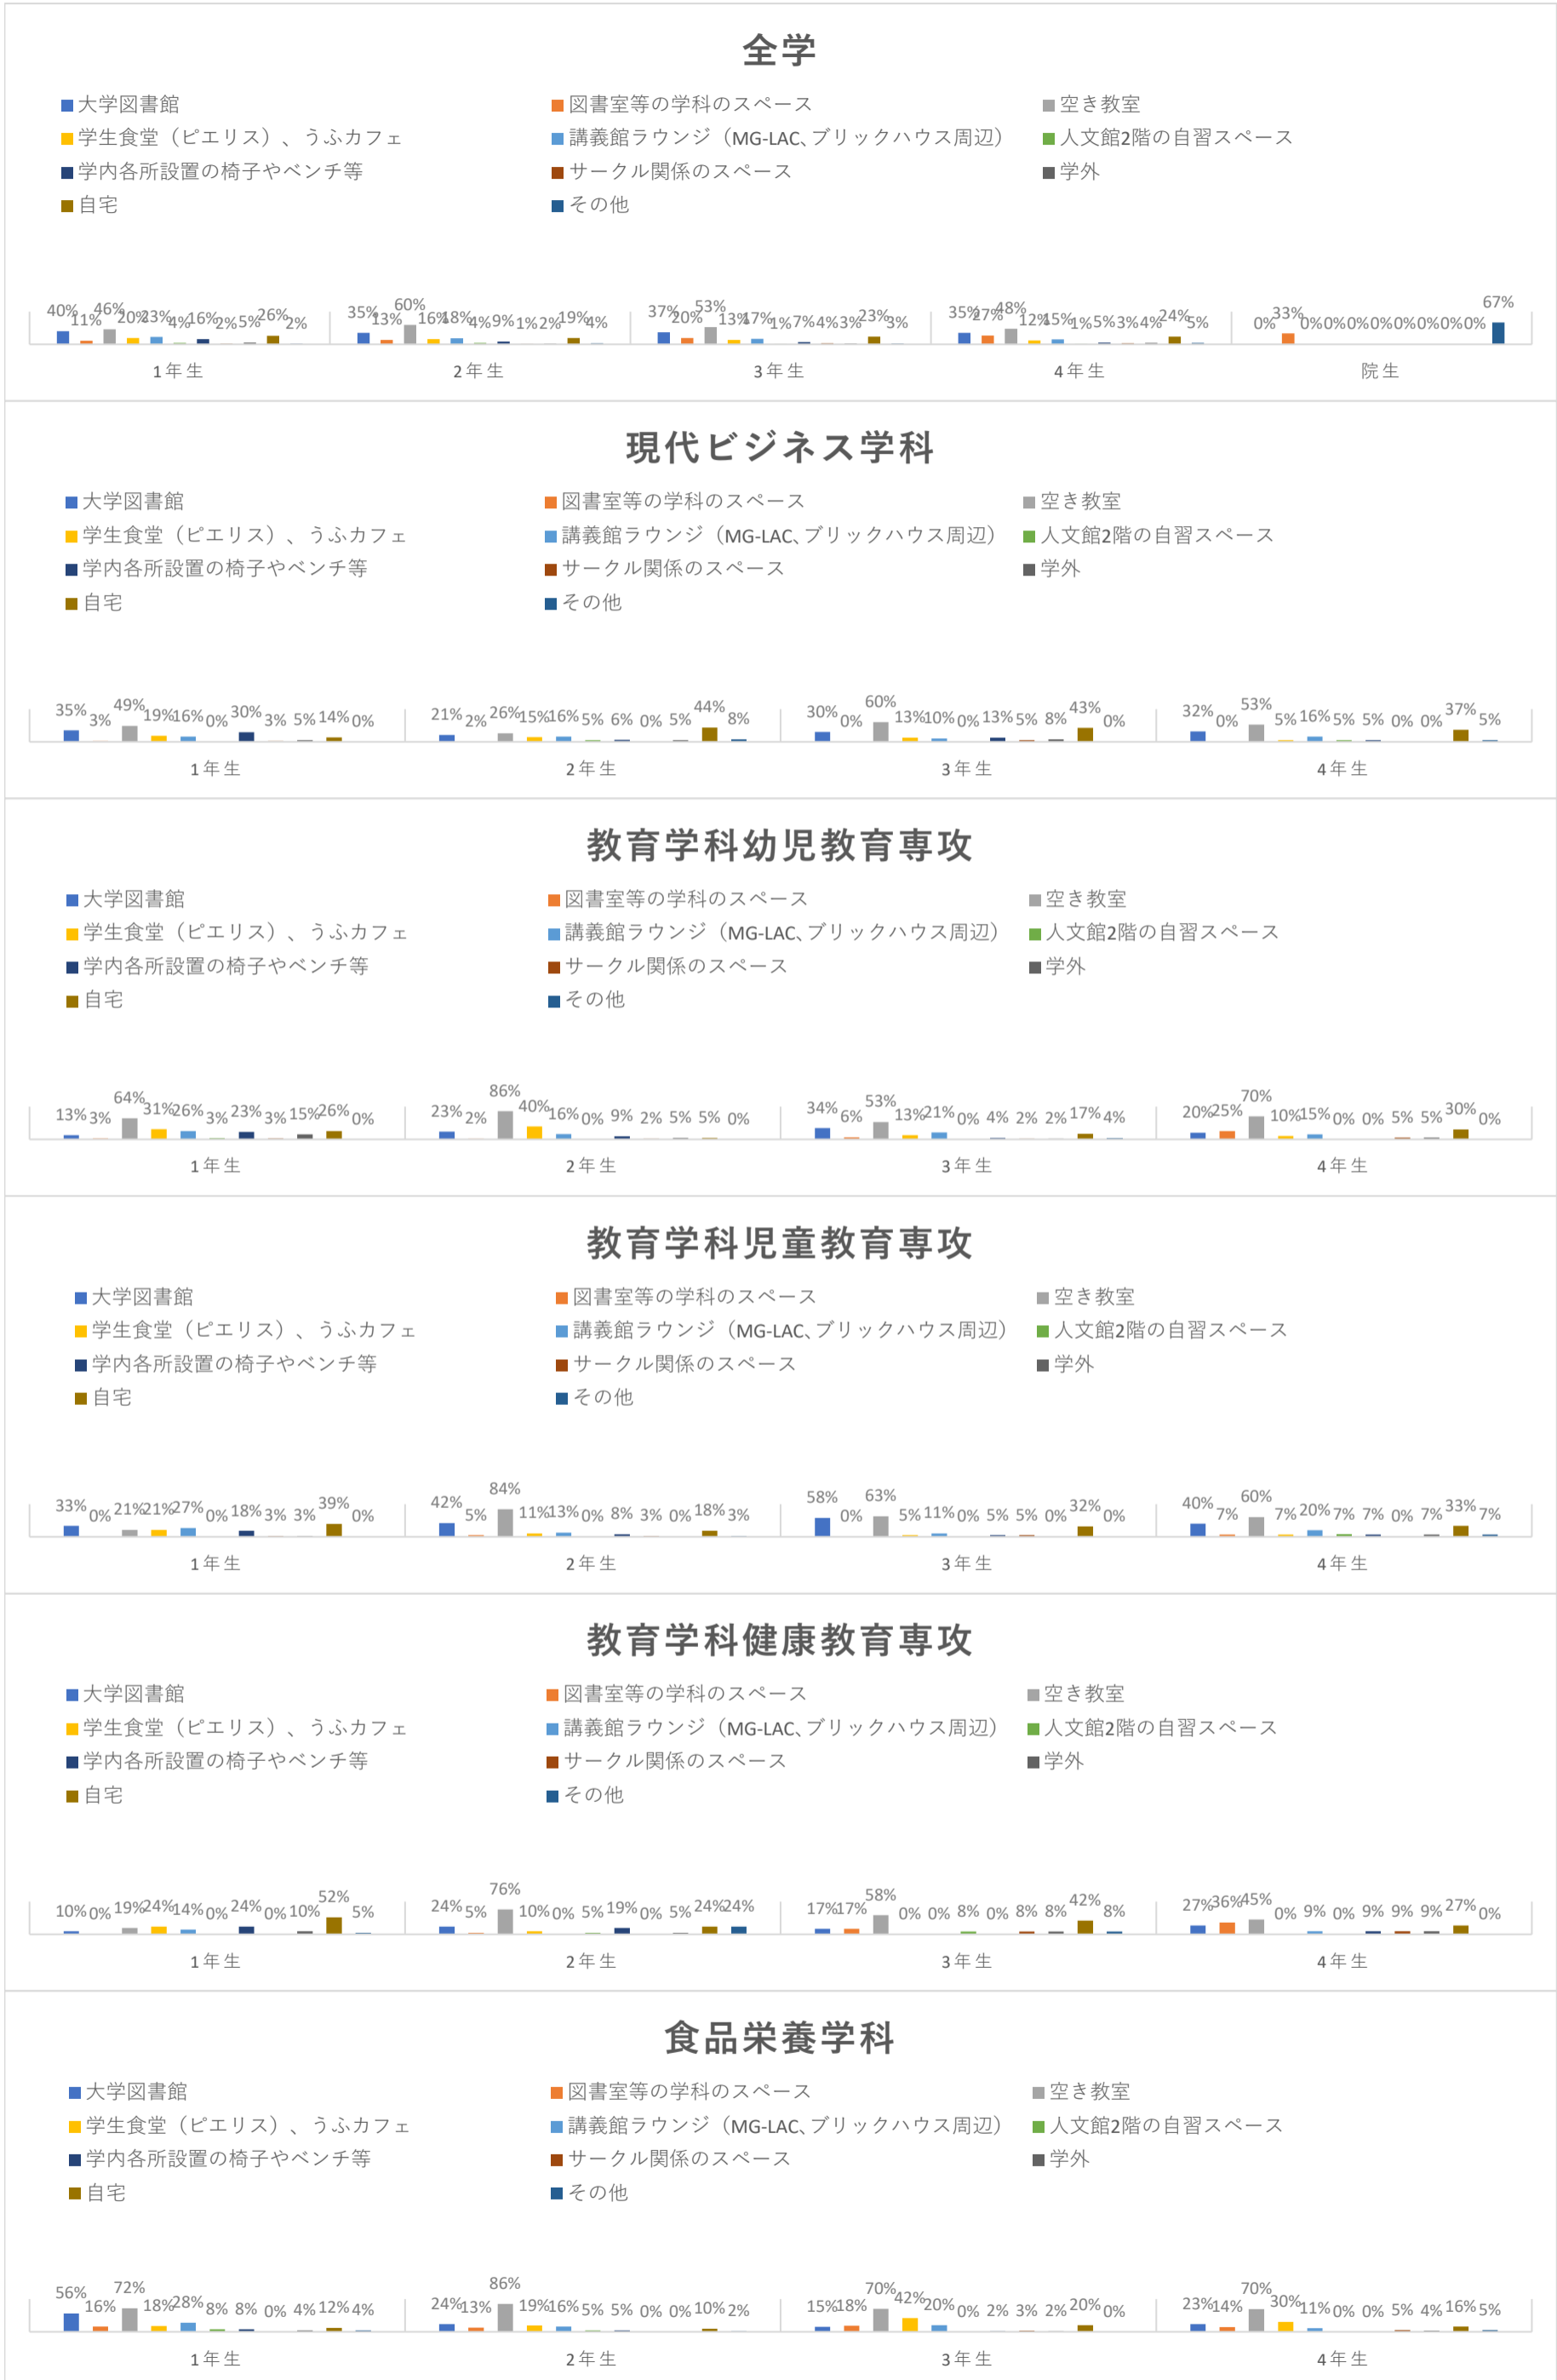 全学
大学図書館 図書室等の学科のスペース 空き教室
学生食堂（ピエリス）、うふカフェ 講義館ラウンジ（MG-LAC、ブリックハウス周辺） 人文館2階の自習スペース
学内各所設置の椅子やベンチ等 サークル関係のスペース 学外
自宅 その他
40% 11% 46% 20% 23% 4% 16% 2% 5% 26% 2% 35% 13% 60% 16% 18% 4% 9% 1% 2% 19% 4% 37% 20% 53% 13% 17% 1% 7% 4% 3% 23% 3% 35% 27% 48% 12% 15% 1% 5% 3% 4% 24% 5% 0% 33% 0% 0% 0% 0% 0% 0% 0% 0% 67%
1年生 2年生 3年生 4年生 院生
現代ビジネス学科
大学図書館 図書室等の学科のスペース 空き教室
学生食堂（ピエリス）、うふカフェ 講義館ラウンジ（MG-LAC、ブリックハウス周辺） 人文館2階の自習スペース
学内各所設置の椅子やベンチ等 サークル関係のスペース 学外
自宅 その他
35% 3% 49% 19% 16% 0% 30% 3% 5% 14% 0% 21% 2% 26% 15% 16% 5% 6% 0% 5% 44% 8% 30% 0% 60% 13% 10% 0% 13% 5% 8% 43% 0% 32% 0% 53% 5% 16% 5% 5% 0% 0% 37% 5%
1年生 2年生 3年生 4年生
教育学科幼児教育専攻
大学図書館 図書室等の学科のスペース 空き教室
学生食堂（ピエリス）、うふカフェ 講義館ラウンジ（MG-LAC、ブリックハウス周辺） 人文館2階の自習スペース
学内各所設置の椅子やベンチ等 サークル関係のスペース 学外
自宅 その他
13% 3% 64% 31% 26% 3% 23% 3% 15% 26% 0% 23% 2% 86% 40% 16% 0% 9% 2% 5% 5% 0% 34% 6% 53% 13% 21% 0% 4% 2% 2% 17% 4% 20% 25% 70% 10% 15% 0% 0% 5% 5% 30% 0%
1年生 2年生 3年生 4年生
教育学科児童教育専攻
大学図書館 図書室等の学科のスペース 空き教室
学生食堂（ピエリス）、うふカフェ 講義館ラウンジ（MG-LAC、ブリックハウス周辺） 人文館2階の自習スペース
学内各所設置の椅子やベンチ等 サークル関係のスペース 学外
自宅 その他
33% 0% 21% 21% 27% 0% 18% 3% 3% 39% 0% 42% 5% 84% 11% 13% 0% 8% 3% 0% 18% 3% 58% 0% 63% 5% 11% 0% 5% 5% 0% 32% 0% 40% 7% 60% 7% 20% 7% 7% 0% 7% 33% 7%
1年生 2年生 3年生 4年生
教育学科健康教育専攻
大学図書館 図書室等の学科のスペース 空き教室
学生食堂（ピエリス）、うふカフェ 講義館ラウンジ（MG-LAC、ブリックハウス周辺） 人文館2階の自習スペース
学内各所設置の椅子やベンチ等 サークル関係のスペース 学外
自宅 その他
10% 0% 19% 24% 14% 0% 24% 0% 10% 52% 5% 24% 5% 76% 10% 0% 5% 19% 0% 5% 24% 24% 17% 17% 58% 0% 0% 8% 0% 8% 8% 42% 8% 27% 36% 45% 0% 9% 0% 9% 9% 9% 27% 0%
1年生 2年生 3年生 4年生
食品栄養学科
大学図書館 図書室等の学科のスペース 空き教室
学生食堂（ピエリス）、うふカフェ 講義館ラウンジ（MG-LAC、ブリックハウス周辺） 人文館2階の自習スペース
学内各所設置の椅子やベンチ等 サークル関係のスペース 学外
自宅 その他
56% 16% 72% 18% 28% 8% 8% 0% 4% 12% 4% 24% 13% 86% 19% 16% 5% 5% 0% 0% 10% 2% 15% 18% 70% 42% 20% 0% 2% 3% 2% 20% 0% 23% 14% 70% 30% 11% 0% 0% 5% 4% 16% 5%
1年生 2年生 3年生 4年生